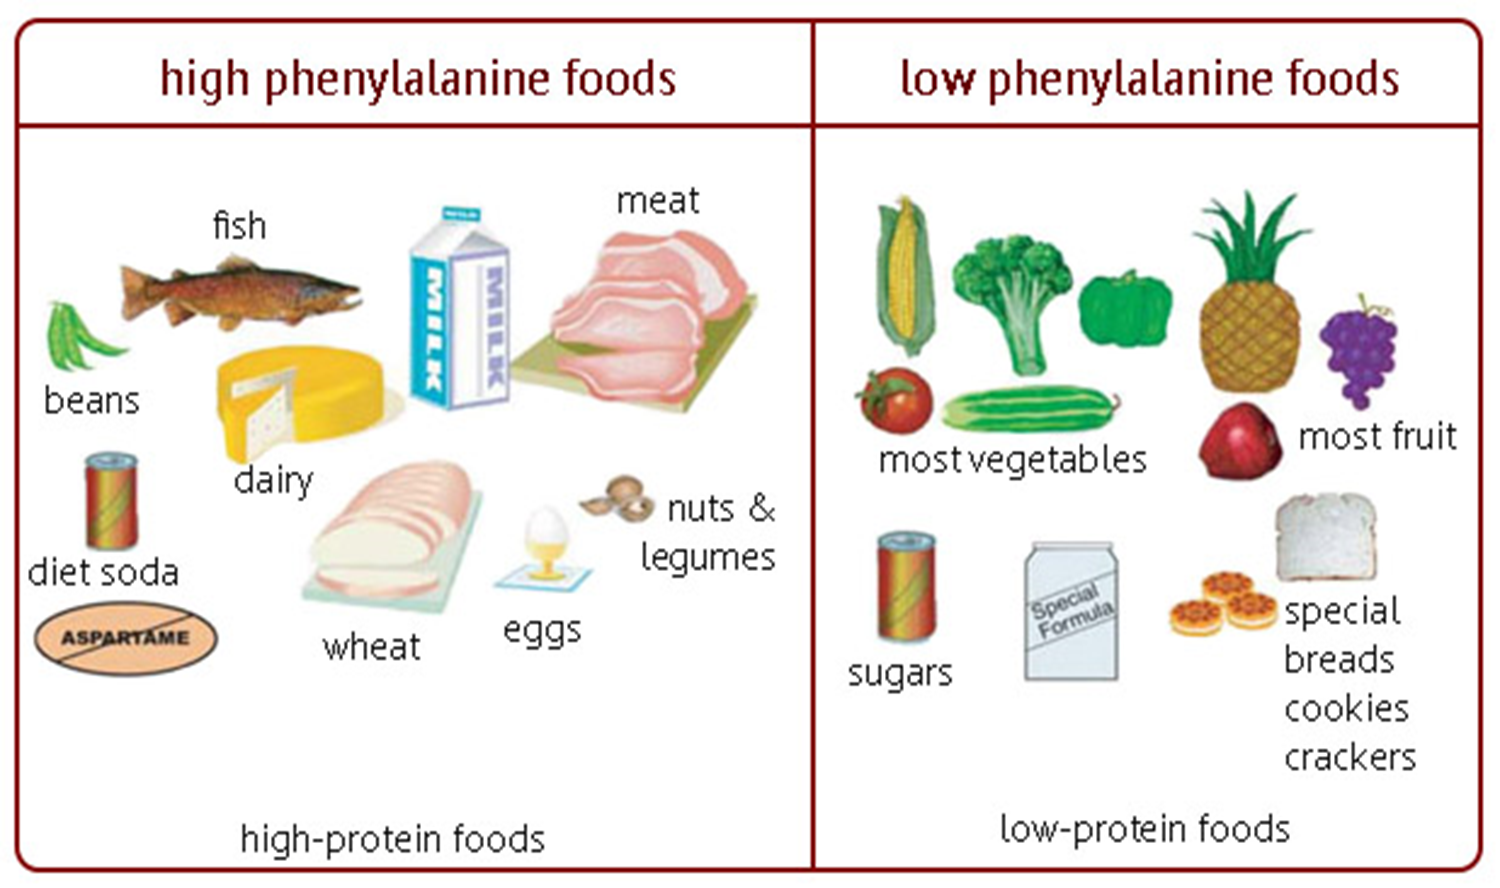 high phenylalanine foods
low phenylalanine foods
fish
MILK
MILK
MILK
meat
beans
dairy
nuts &
legumes
diet soda
ASPARTAME
wheat
eggs
high-protein foods
most vegetables
most fruit
sugars
Special
Formula
special
breads
cookies
crackers
low-protein foods